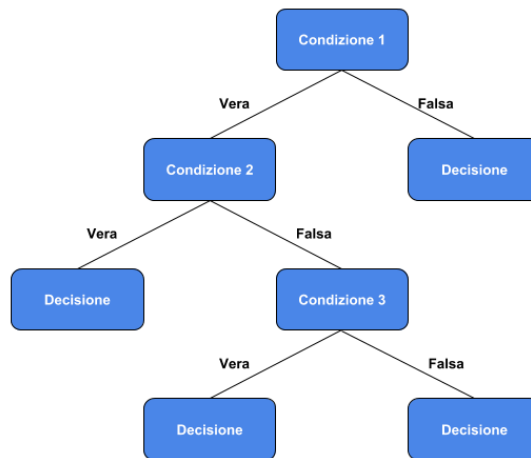 Condizione 1
Vera
Falsa
Condizione 2
Decisione
Vera
Falsa
Decisione
Condizione 3
Vera
Falsa
Decisione
Decisione